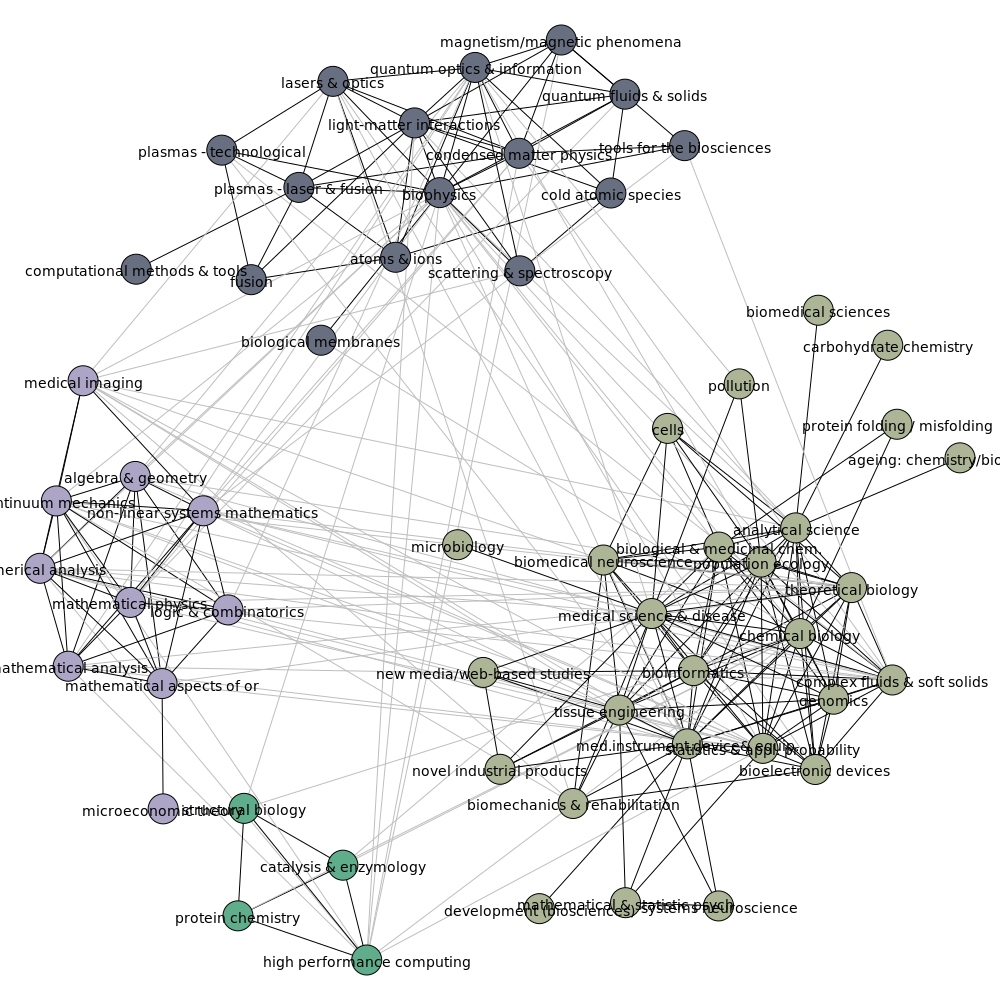 magnetism/magnetic phenomena
quantum optics & information
lasers & optics
quantum fluids & solids
light-matter interactions
plasmas - technological
condensed matter physics
tools for the biosciences
plasmas - laser & fusion
biophysics
cold atomic species
atoms & ions
computational methods & tools
scattering & spectroscopy
fusion
biomedical sciences
biological membranes
carbohydrate chemistry
medical imaging
pollution
protein folding / misfolding
cells
ageing: chemistry/bio
algebra & geometry
ntinuum mechanics
non-linear systems mathematics
analytical science
microbiology
biological & medicinal chem.
biomedical neuroscience
population ecology
erical analysis
theoretical biology
mathematical physics
logic & combinatorics
medical science & disease
chemical biology
athematical analysis
new media/web-based studies
bioinformatics
complex fluids & soft solids
mathematical aspects of or
genomics
tissue engineering
med.instrument.device& equip.
statistics & appl. probability
novel industrial products
bioelectronic devices
biomechanics & rehabilitation
microeconomic theory
structural biology
catalysis & enzymology
mathematical & statistic psych
development (biosciences)
systems neuroscience
protein chemistry
high performance computing